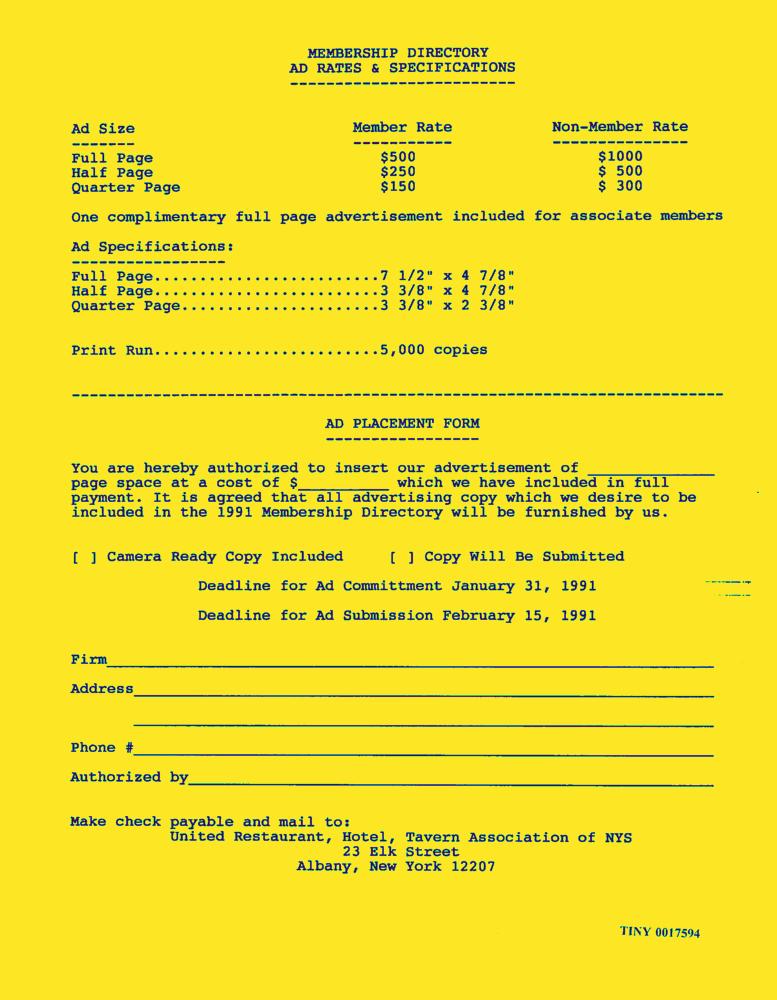 MEMBERSHIP DIRECTORY
AD RATES & SPECIFICATIONS
-------------------------
Ad Size Member Rate Non-Member Rate
------- ----------- ---------------
Full Page $500 $1000
Half Page $250 $ 500
Quarter Page $150 $ 300
One complimentary full page advertisement included for associate members
Ad Specifications:
-----------------
Full Page.........................7 1/2" x 4 7/8"
Half Page.........................3 3/8" x 4 7/8"
Quarter Page......................3 3/8" x 2 3/8"
Print Run.........................5,000 copies
------------------------------------------------------------------------
AD PLACEMENT FORM
-----------------
You are hereby authorized to insert our advertisement of ______________
page space at a cost of $__________ which we have included in full
payment. It is agreed that all advertising copy which we desire to be
included in the 1991 Membership Directory will be furnished by us.
[ ] Camera Ready Copy Included [ ] Copy Will Be Submitted
Deadline for Ad Committment January 31, 1991
Deadline for Ad Submission February 15, 1991
Firm___________________________________________________________________
Address________________________________________________________________
________________________________________________________________
Phone #________________________________________________________________
Authorized by__________________________________________________________
Make check payable and mail to:
United Restaurant, Hotel, Tavern Association of NYS
23 Elk Street
Albany, New York 12207
TINY 0017594